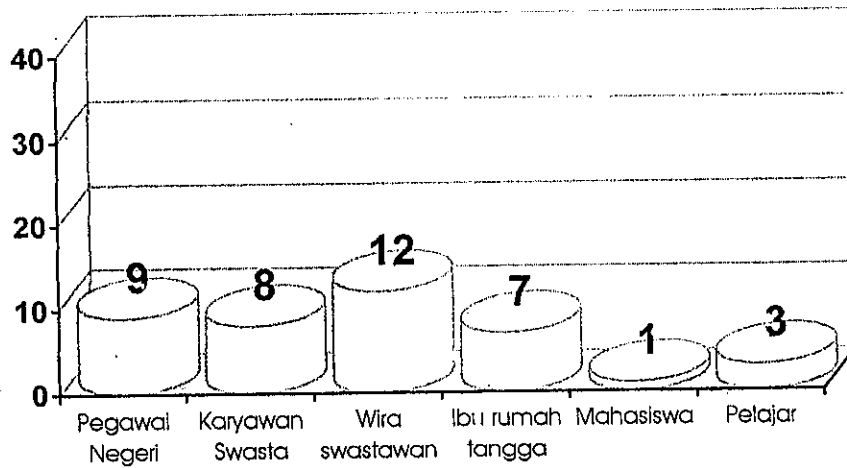 40
30
20
10
0
9
8
12
7
1
3
Pegawai
Negeri
Karyawan
Swasta
Wira
swastawan
Ibu rumah
tangga
Mahasiswa
Pelajar